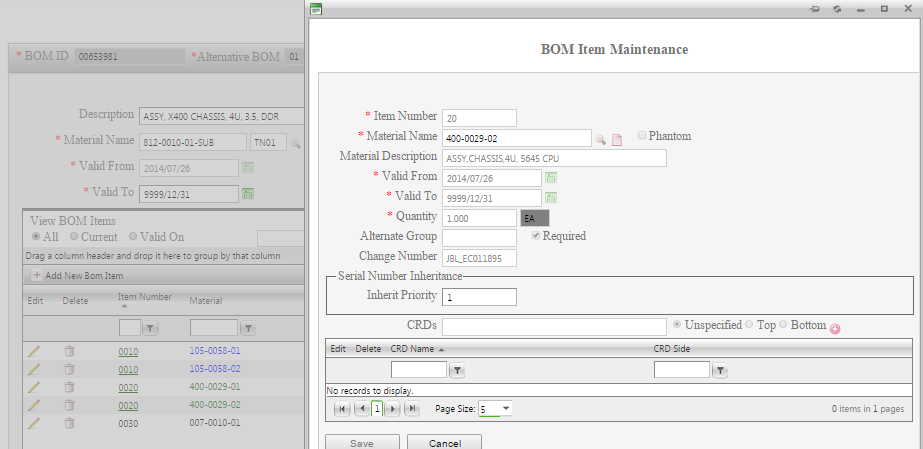 * BOM ID 00653981 *Alternative BOM 01
Description ASSY, X400 CHASSIS, 4U, 3.5, DDR
* Material Name 812-0010-01-SUB TN01
* Valid From 2014/07/26
* Valid To 9999/12/31
View BOM Items
All Current Valid On
Drag a column header and drop it here to group by that column
Add New Bom Item
Edit Delete Item Number Material
0010 105-0058-01
0010 105-0058-02
0020 400-0029-01
0020 400-0029-02
0030 007-0010-01
BOM Item Maintenance
* Item Number 20
* Material Name 400-0029-02 Phantom
Material Description ASSY,CHASSIS,4U, 5645 CPU
* Valid From 2014/07/26
* Valid To 9999/12/31
* Quantity 1.000 EA
Alternate Group Required
Change Number JBL_EC011895
Serial Number Inheritance
Inherit Priority 1
CRDs Unspecified Top Bottom
Edit Delete CRD Name CRD Side
No records to display.
1 Page Size: 5 0 items in 1 pages
Save Cancel